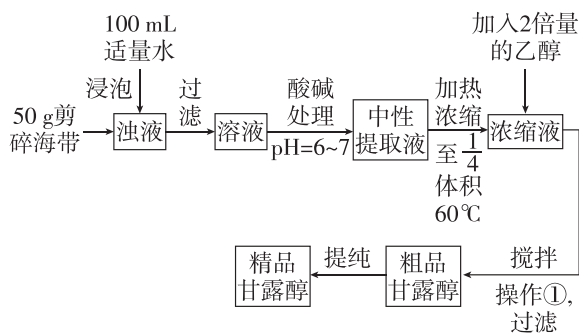 100 mL
适量水
加入2倍量
的乙醇
50 g剪
碎海带
浸泡
浊液
过
滤
溶液
酸碱
处理
pH=6~7
中性
提取液
加热
浓缩
至1/4
体积
60℃
浓缩液
搅拌
操作①,
过滤
粗品
甘露醇
提纯
精品
甘露醇